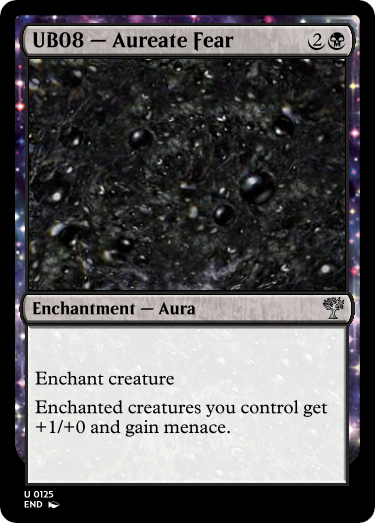 UB08 — Aureate Fear 2
Enchantment — Aura
Enchant creature
Enchanted creatures you control get
+1/+0 and gain menace.
U 0125
END